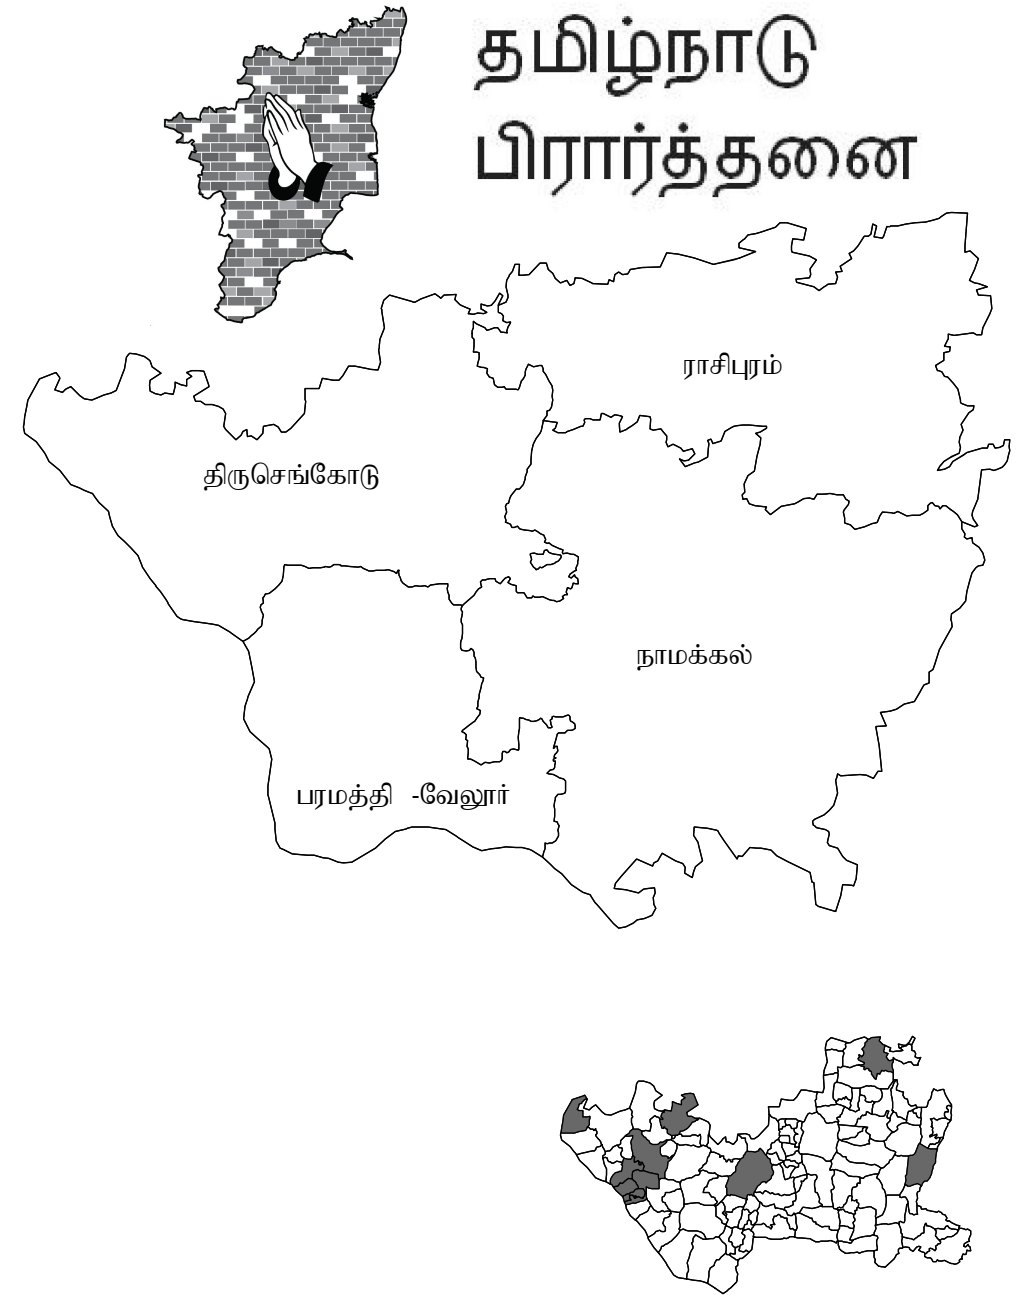 தமிழ்நாடு
பிரார்த்தனை
ராசிபுரம்
திருசெங்கோடு
நாமக்கல்
பரமத்தி -வேலூர்